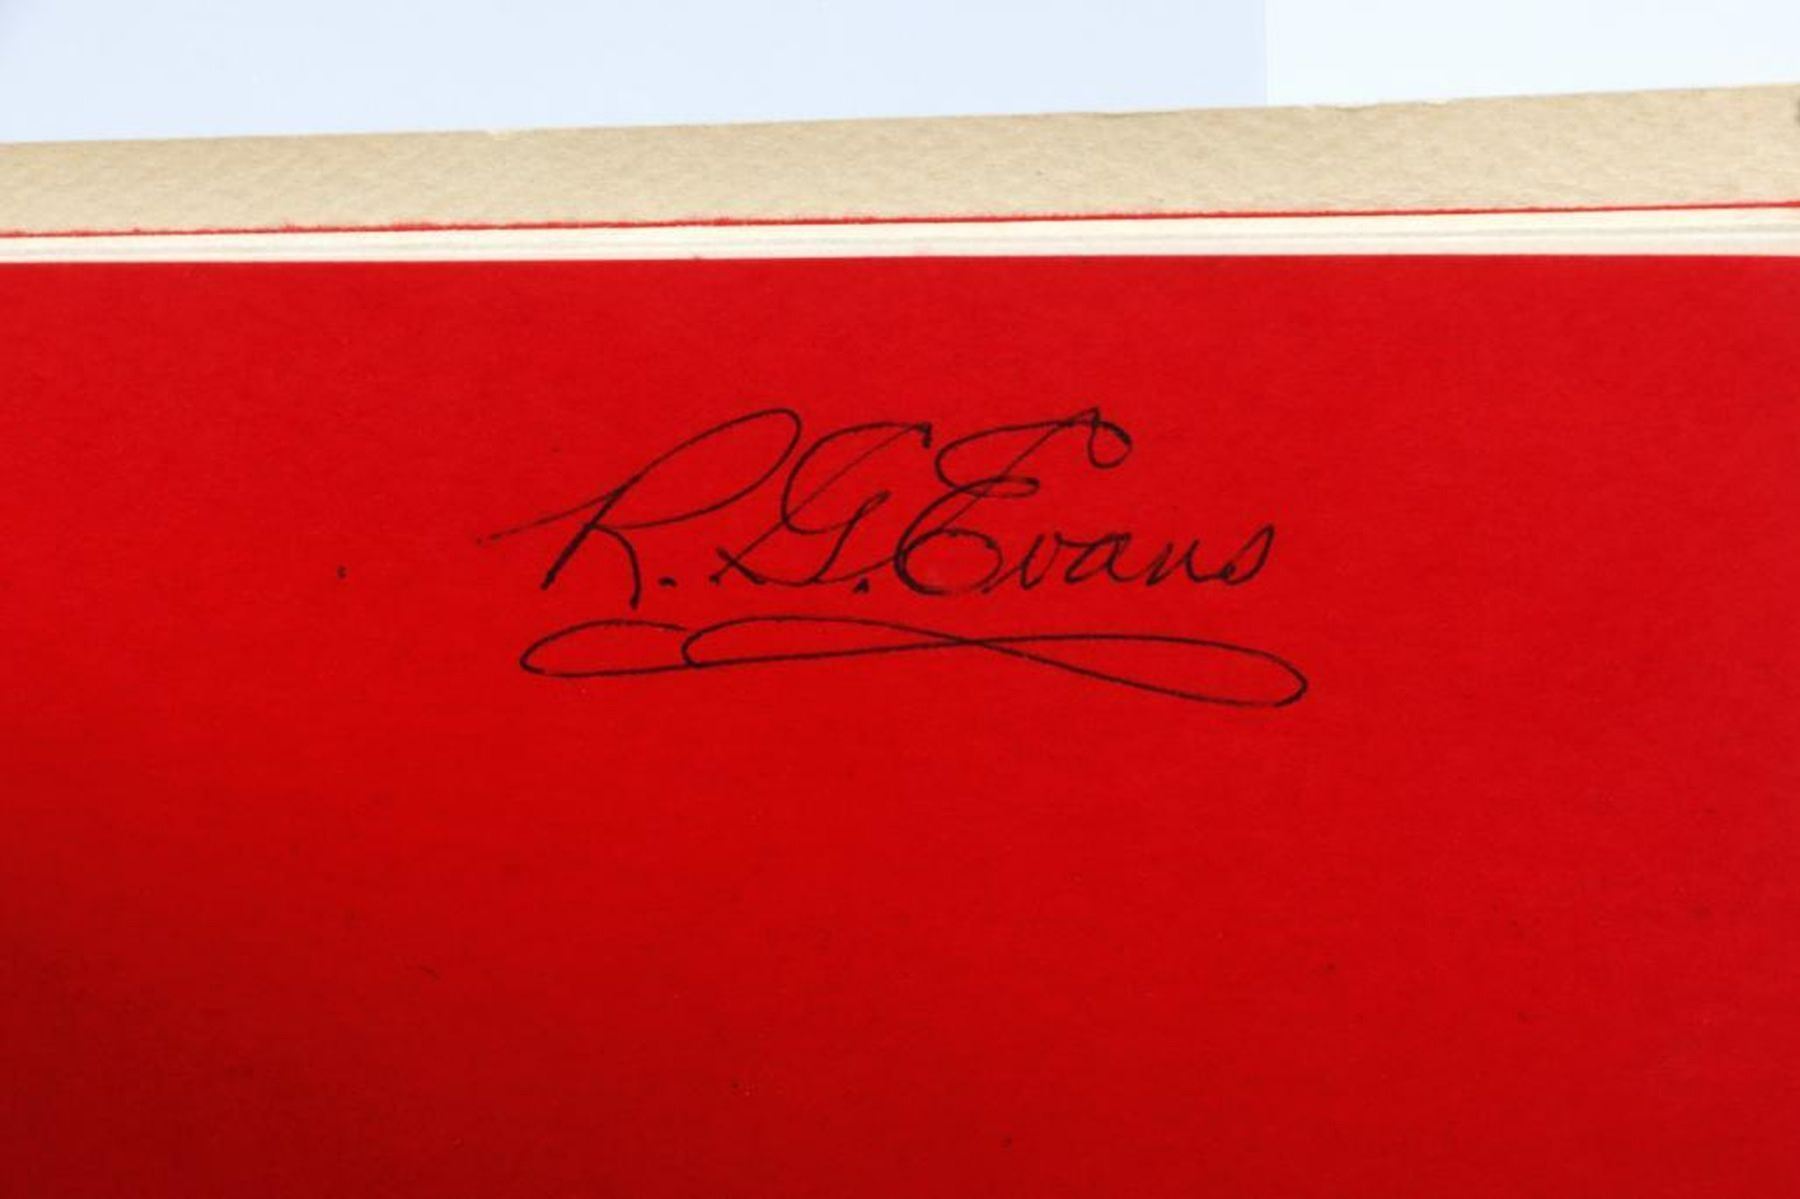 R. G. Evans